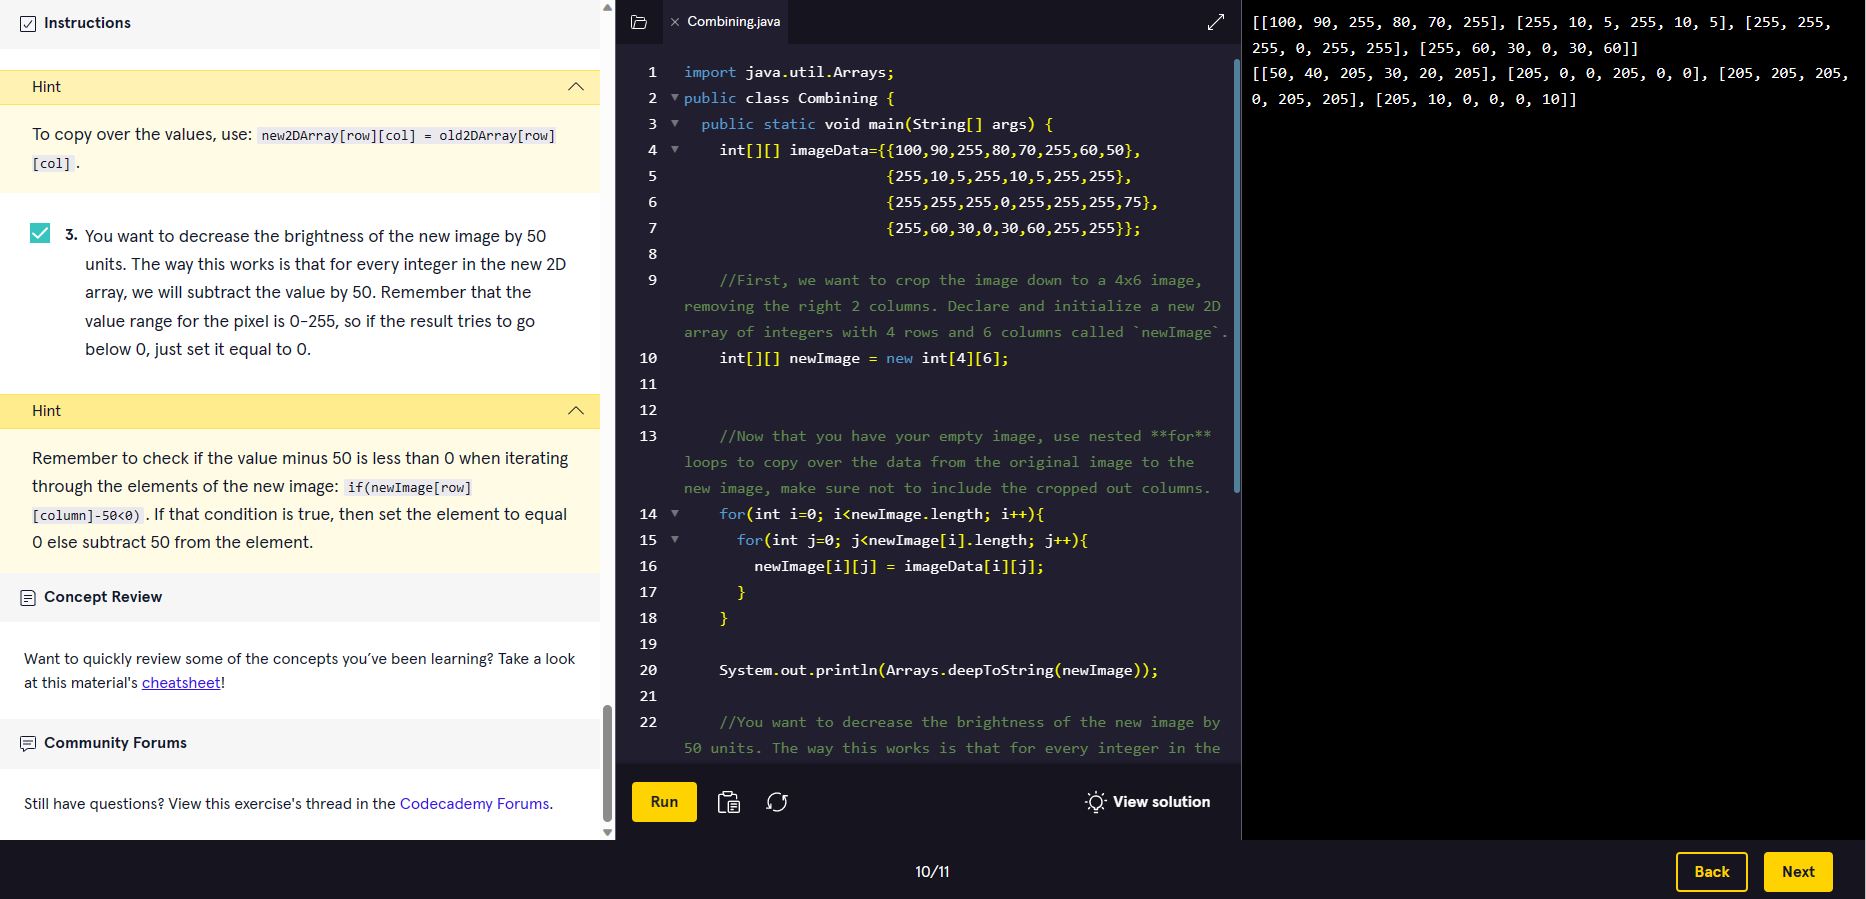 Instructions
Hint
To copy over the values, use: new2DArray[row][col] = old2DArray[row]
[col] .
3. You want to decrease the brightness of the new image by 50
units. The way this works is that for every integer in the new 2D
array, we will subtract the value by 50. Remember that the
value range for the pixel is 0-255, so if the result tries to go
below 0, just set it equal to 0.
Hint
Remember to check if the value minus 50 is less than 0 when iterating
through the elements of the new image: if(newImage[row]
[column]-50<0) . If that condition is true, then set the element to equal
0 else subtract 50 from the element.
Concept Review
Want to quickly review some of the concepts you’ve been learning? Take a look
at this material's cheatsheet!
Community Forums
Still have questions? View this exercise's thread in the Codecademy Forums.
Combining.java
1 import java.util.Arrays;
2 public class Combining {
3 public static void main(String[] args) {
4 int[][] imageData={{100,90,255,80,70,255,60,50},
5 {255,10,5,255,10,5,255,255},
6 {255,255,255,0,255,255,255,75},
7 {255,60,30,0,30,60,255,255}};
8
9 //First, we want to crop the image down to a 4x6 image,
removing the right 2 columns. Declare and initialize a new 2D
array of integers with 4 rows and 6 columns called `newImage`.
10 int[][] newImage = new int[4][6];
11
12
13 //Now that you have your empty image, use nested **for**
loops to copy over the data from the original image to the
new image, make sure not to include the cropped out columns.
14 for(int i=0; i<newImage.length; i++){
15 for(int j=0; j<newImage[i].length; j++){
16 newImage[i][j] = imageData[i][j];
17 }
18 }
19
20 System.out.println(Arrays.deepToString(newImage));
21
22 //You want to decrease the brightness of the new image by
50 units. The way this works is that for every integer in the
Run
View solution
[[100, 90, 255, 80, 70, 255], [255, 10, 5, 255, 10, 5], [255, 255,
255, 0, 255, 255], [255, 60, 30, 0, 30, 60]]
[[50, 40, 205, 30, 20, 205], [205, 0, 0, 205, 0, 0], [205, 205, 205,
0, 205, 205], [205, 10, 0, 0, 0, 10]]
10/11
Back
Next